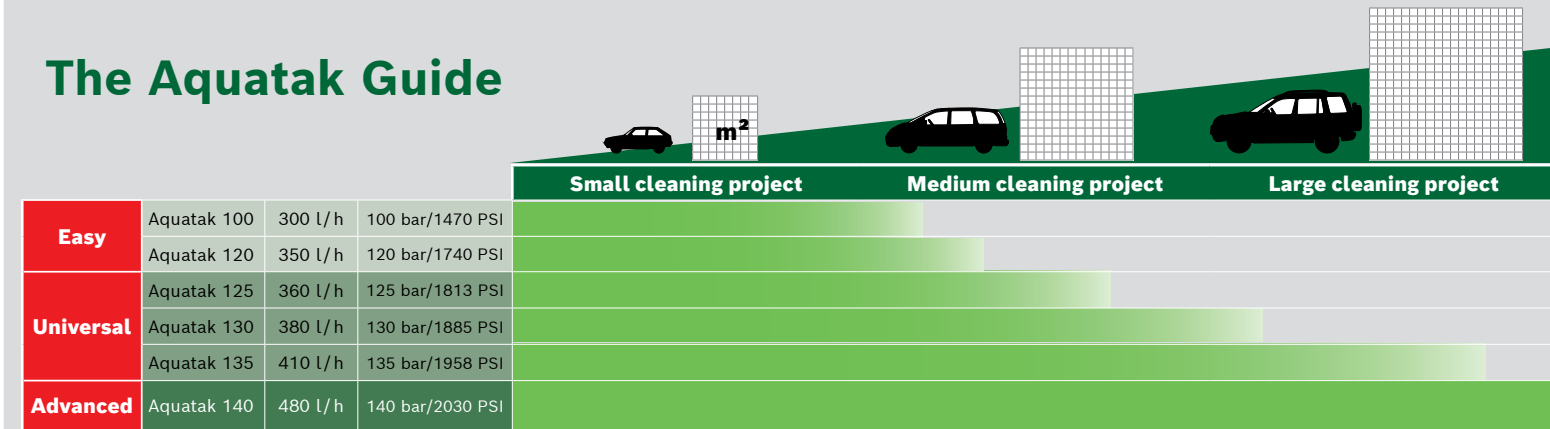 The Aquatak Guide
m²
Small cleaning project Medium cleaning project Large cleaning project
Easy
Aquatak 100 300 l/h 100 bar/1470 PSI
Aquatak 120 350 l/h 120 bar/1740 PSI
Universal
Aquatak 125 360 l/h 125 bar/1813 PSI
Aquatak 130 380 l/h 130 bar/1885 PSI
Aquatak 135 410 l/h 135 bar/1958 PSI
Advanced Aquatak 140 480 l/h 140 bar/2030 PSI